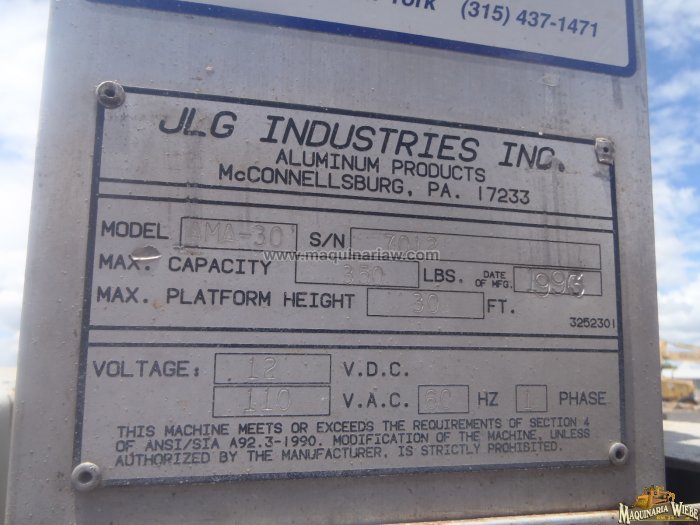 (315) 437-1471
JLG INDUSTRIES INC.
ALUMINUM PRODUCTS
McCONNELLSBURG, PA. 17233
MODEL AMA-30 S/N
www.maquinariaw.com
MAX. CAPACITY 350 LBS. DATE OF MFG. 1996
MAX. PLATFORM HEIGHT 30 FT.
3252301
VOLTAGE: 12 V.D.C.
110 V.A.C. 60 HZ 1 PHASE
THIS MACHINE MEETS OR EXCEEDS THE REQUIREMENTS OF SECTION 4
OF ANSI/SIA A92.3-1990. MODIFICATION OF THE MACHINE, UNLESS
AUTHORIZED BY THE MANUFACTURER, IS STRICTLY PROHIBITED.
MAQUINARIA WIEBE